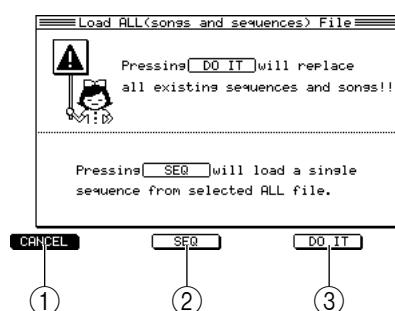 Load ALL(songs and sequences) File
Pressing DO IT will replace
all existing sequences and songs!!
Pressing SEQ will load a single
sequence from selected ALL file.
CANCEL SEQ DO IT
1 2 3